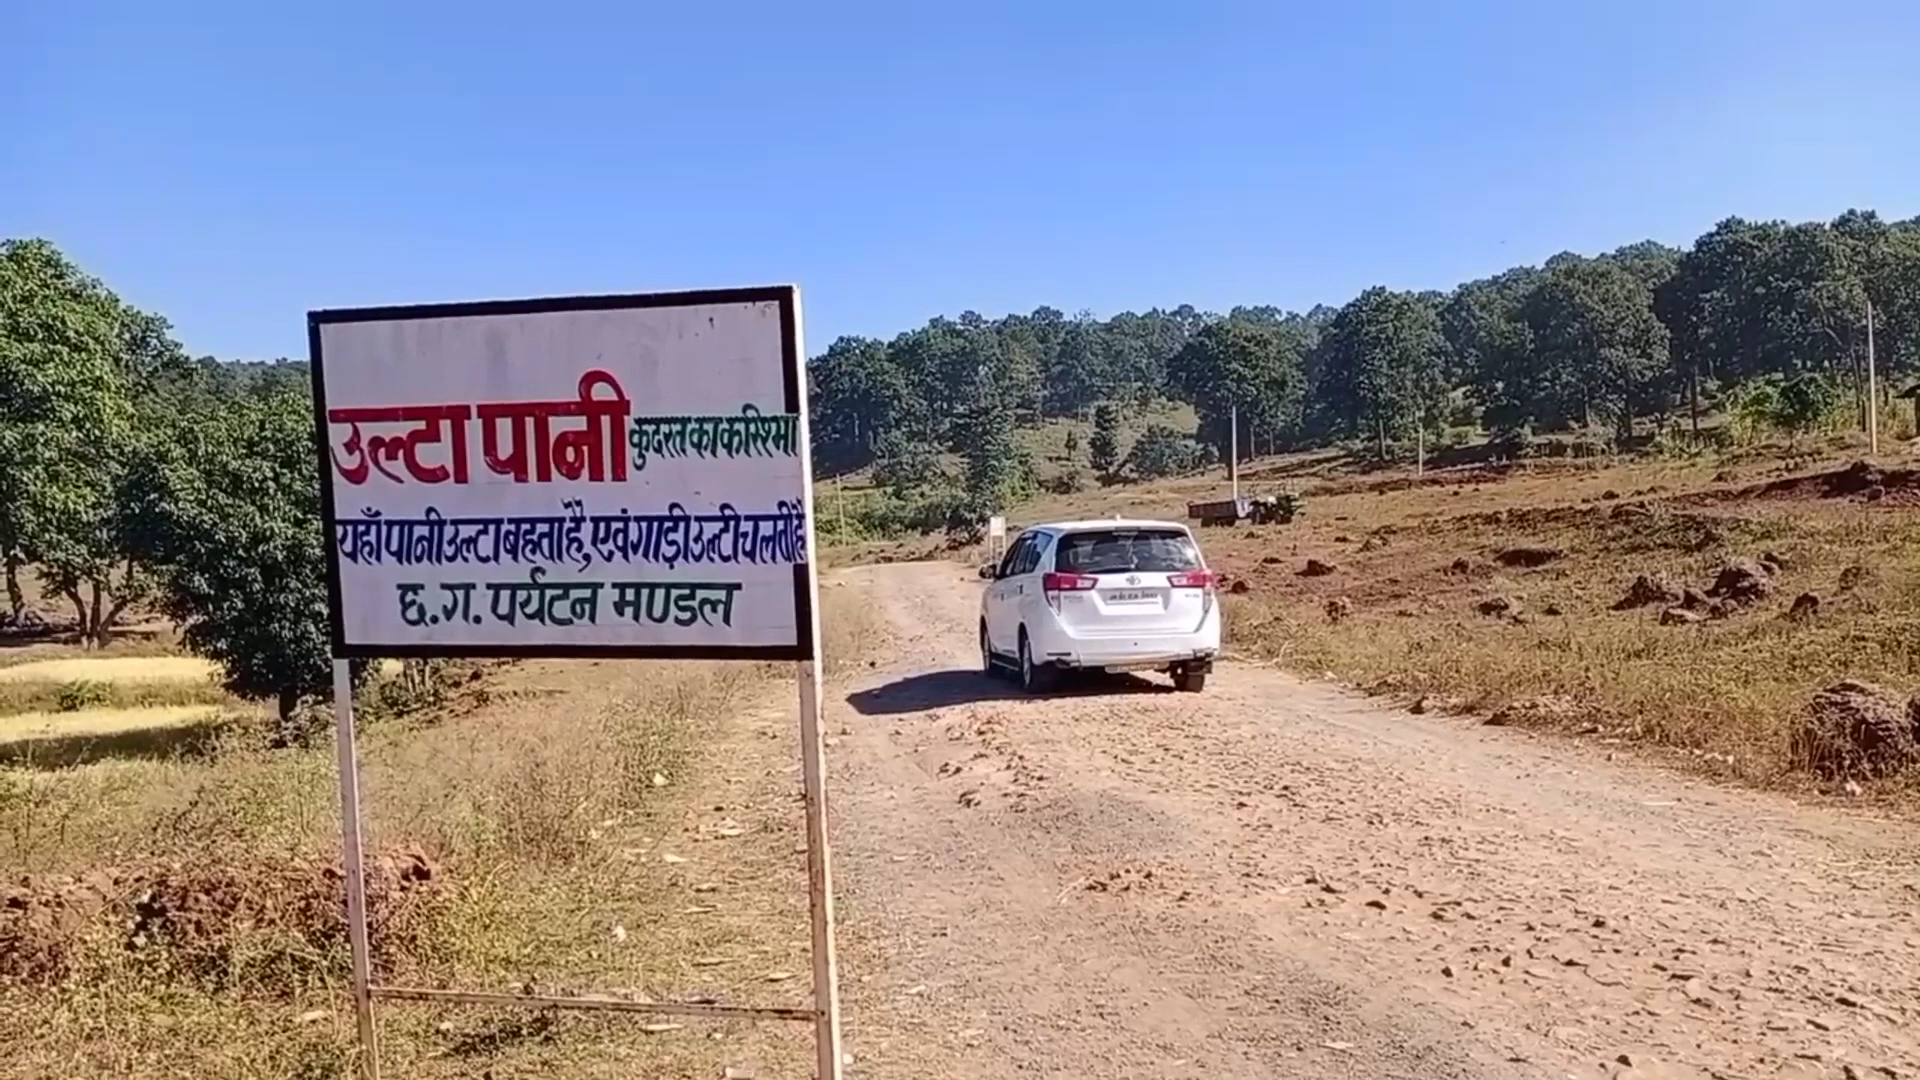 उल्टा पानी कुदरत का करिश्मा
यहाँ पानी उल्टा बहता है, एवं गाड़ी उल्टी चलती है
छ.ग. पर्यटन मण्डल